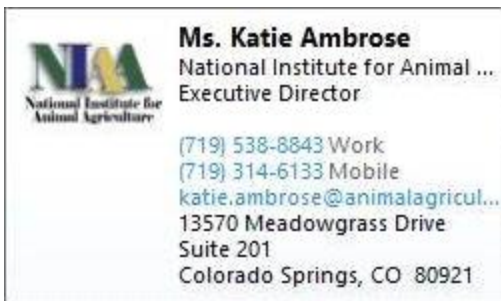 NIAA
National Institute for
Animal Agriculture
Ms. Katie Ambrose
National Institute for Animal ...
Executive Director
(719) 538-8843 Work
(719) 314-6133 Mobile
katie.ambrose@animalagricul...
13570 Meadowgrass Drive
Suite 201
Colorado Springs, CO 80921